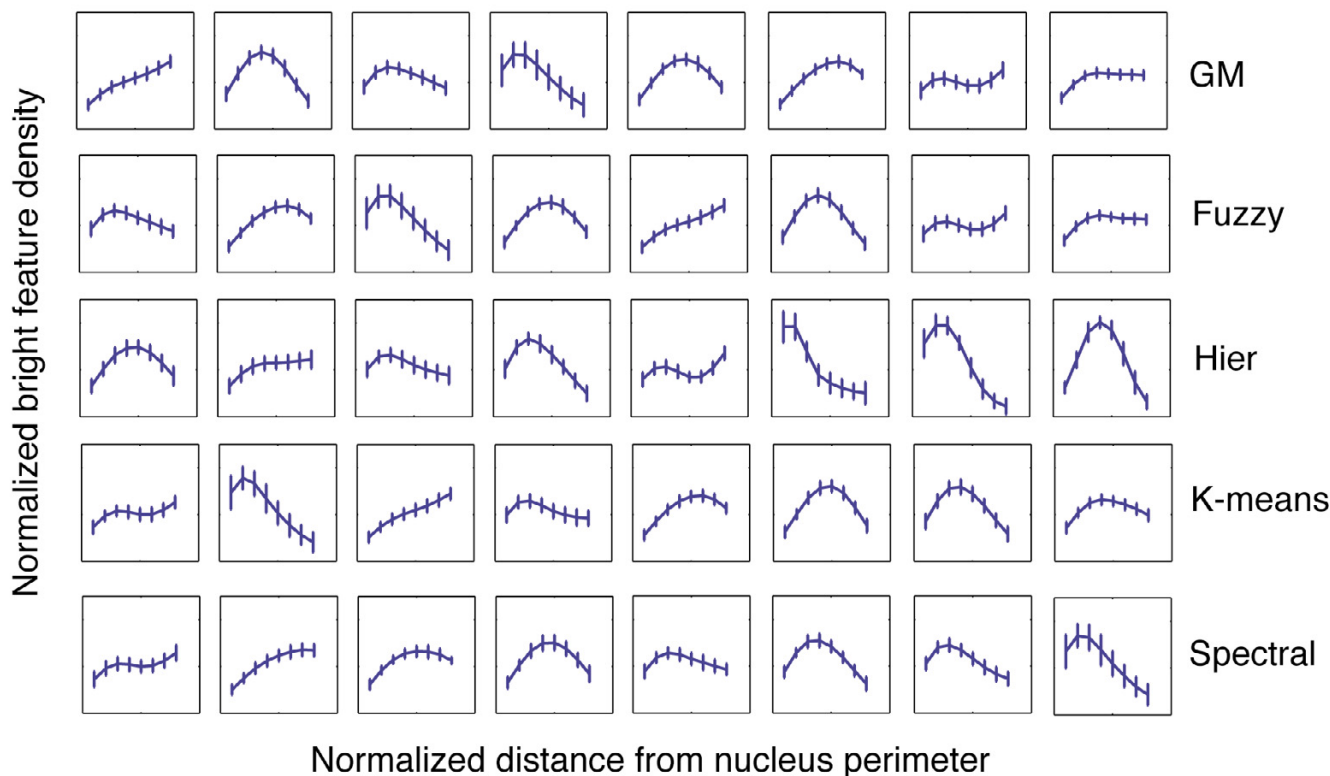 Normalized bright feature density
GM
Fuzzy
Hier
K-means
Spectral
Normalized distance from nucleus perimeter